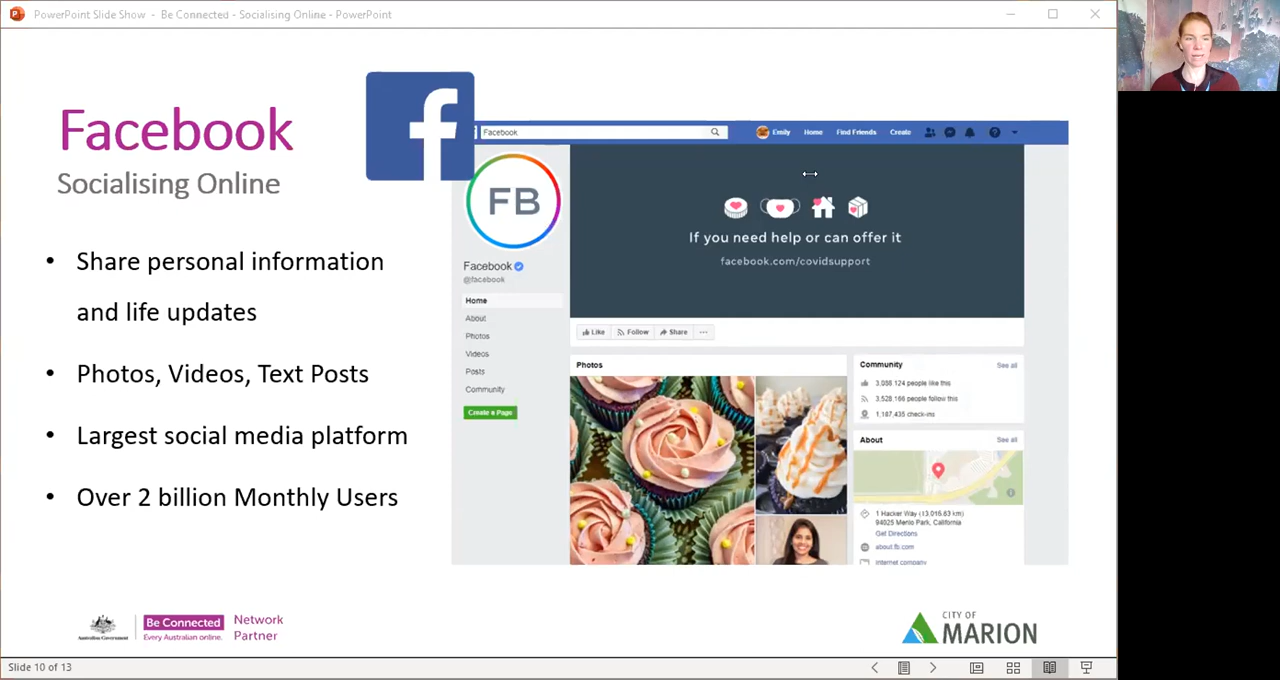 PowerPoint Slide Show - Be Connected - Socialising Online - PowerPoint
Facebook
Socialising Online
• Share personal information
and life updates
• Photos, Videos, Text Posts
• Largest social media platform
• Over 2 billion Monthly Users
f
Facebook
Emily Home Find Friends Create
FB
Facebook
@facebook
Home
About
Photos
Videos
Posts
Community
Create a Page
If you need help or can offer it
facebook.com/covidsupport
Like Follow Share ...
Photos
Community See all
people like this
3,528,166 people follow this
1,187,435 check-ins
About See all
1 Hacker Way
94025 Menlo Park, California
Get Directions
about.fb.com
Internet company
Australian Government
Be Connected
Every Australian online.
Network
Partner
CITY OF
MARION
Slide 10 of 13